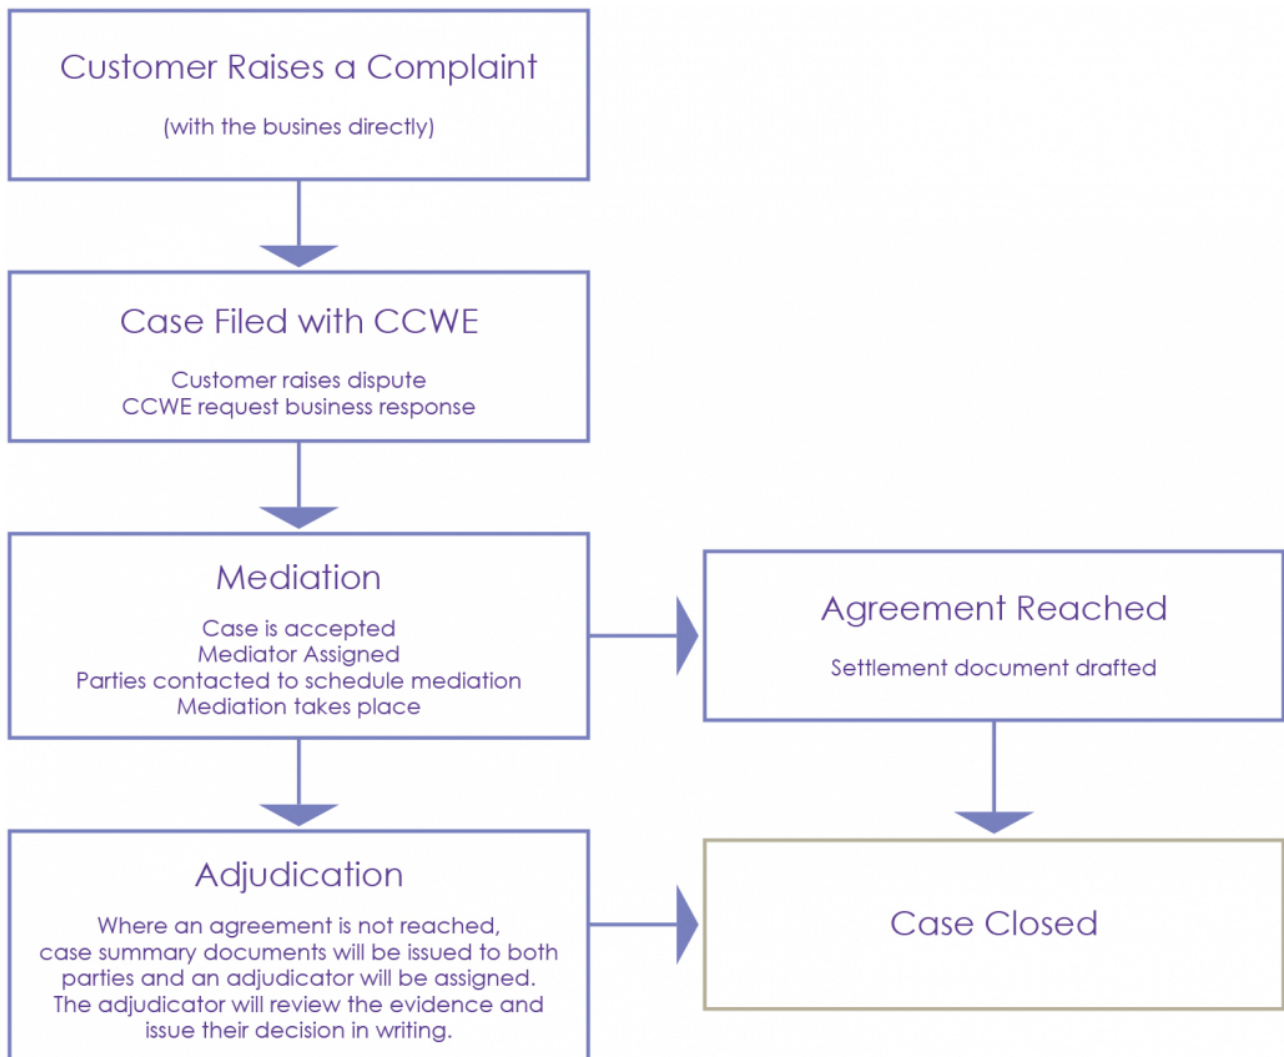 Customer Raises a Complaint
(with the busines directly)
Case Filed with CCWE
Customer raises dispute
CCWE request business response
Mediation
Case is accepted
Mediator Assigned
Parties contacted to schedule mediation
Mediation takes place
Agreement Reached
Settlement document drafted
Adjudication
Where an agreement is not reached,
case summary documents will be issued to both
parties and an adjudicator will be assigned.
The adjudicator will review the evidence and
issue their decision in writing.
Case Closed